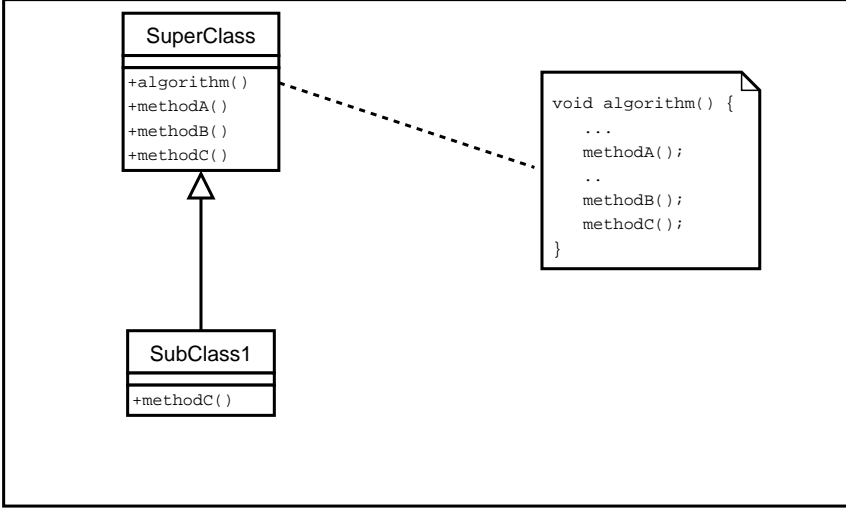 SuperClass
+algorithm()
+methodA()
+methodB()
+methodC()
void algorithm() {
...
methodA();
..
methodB();
methodC();
}
SubClass1
+methodC()